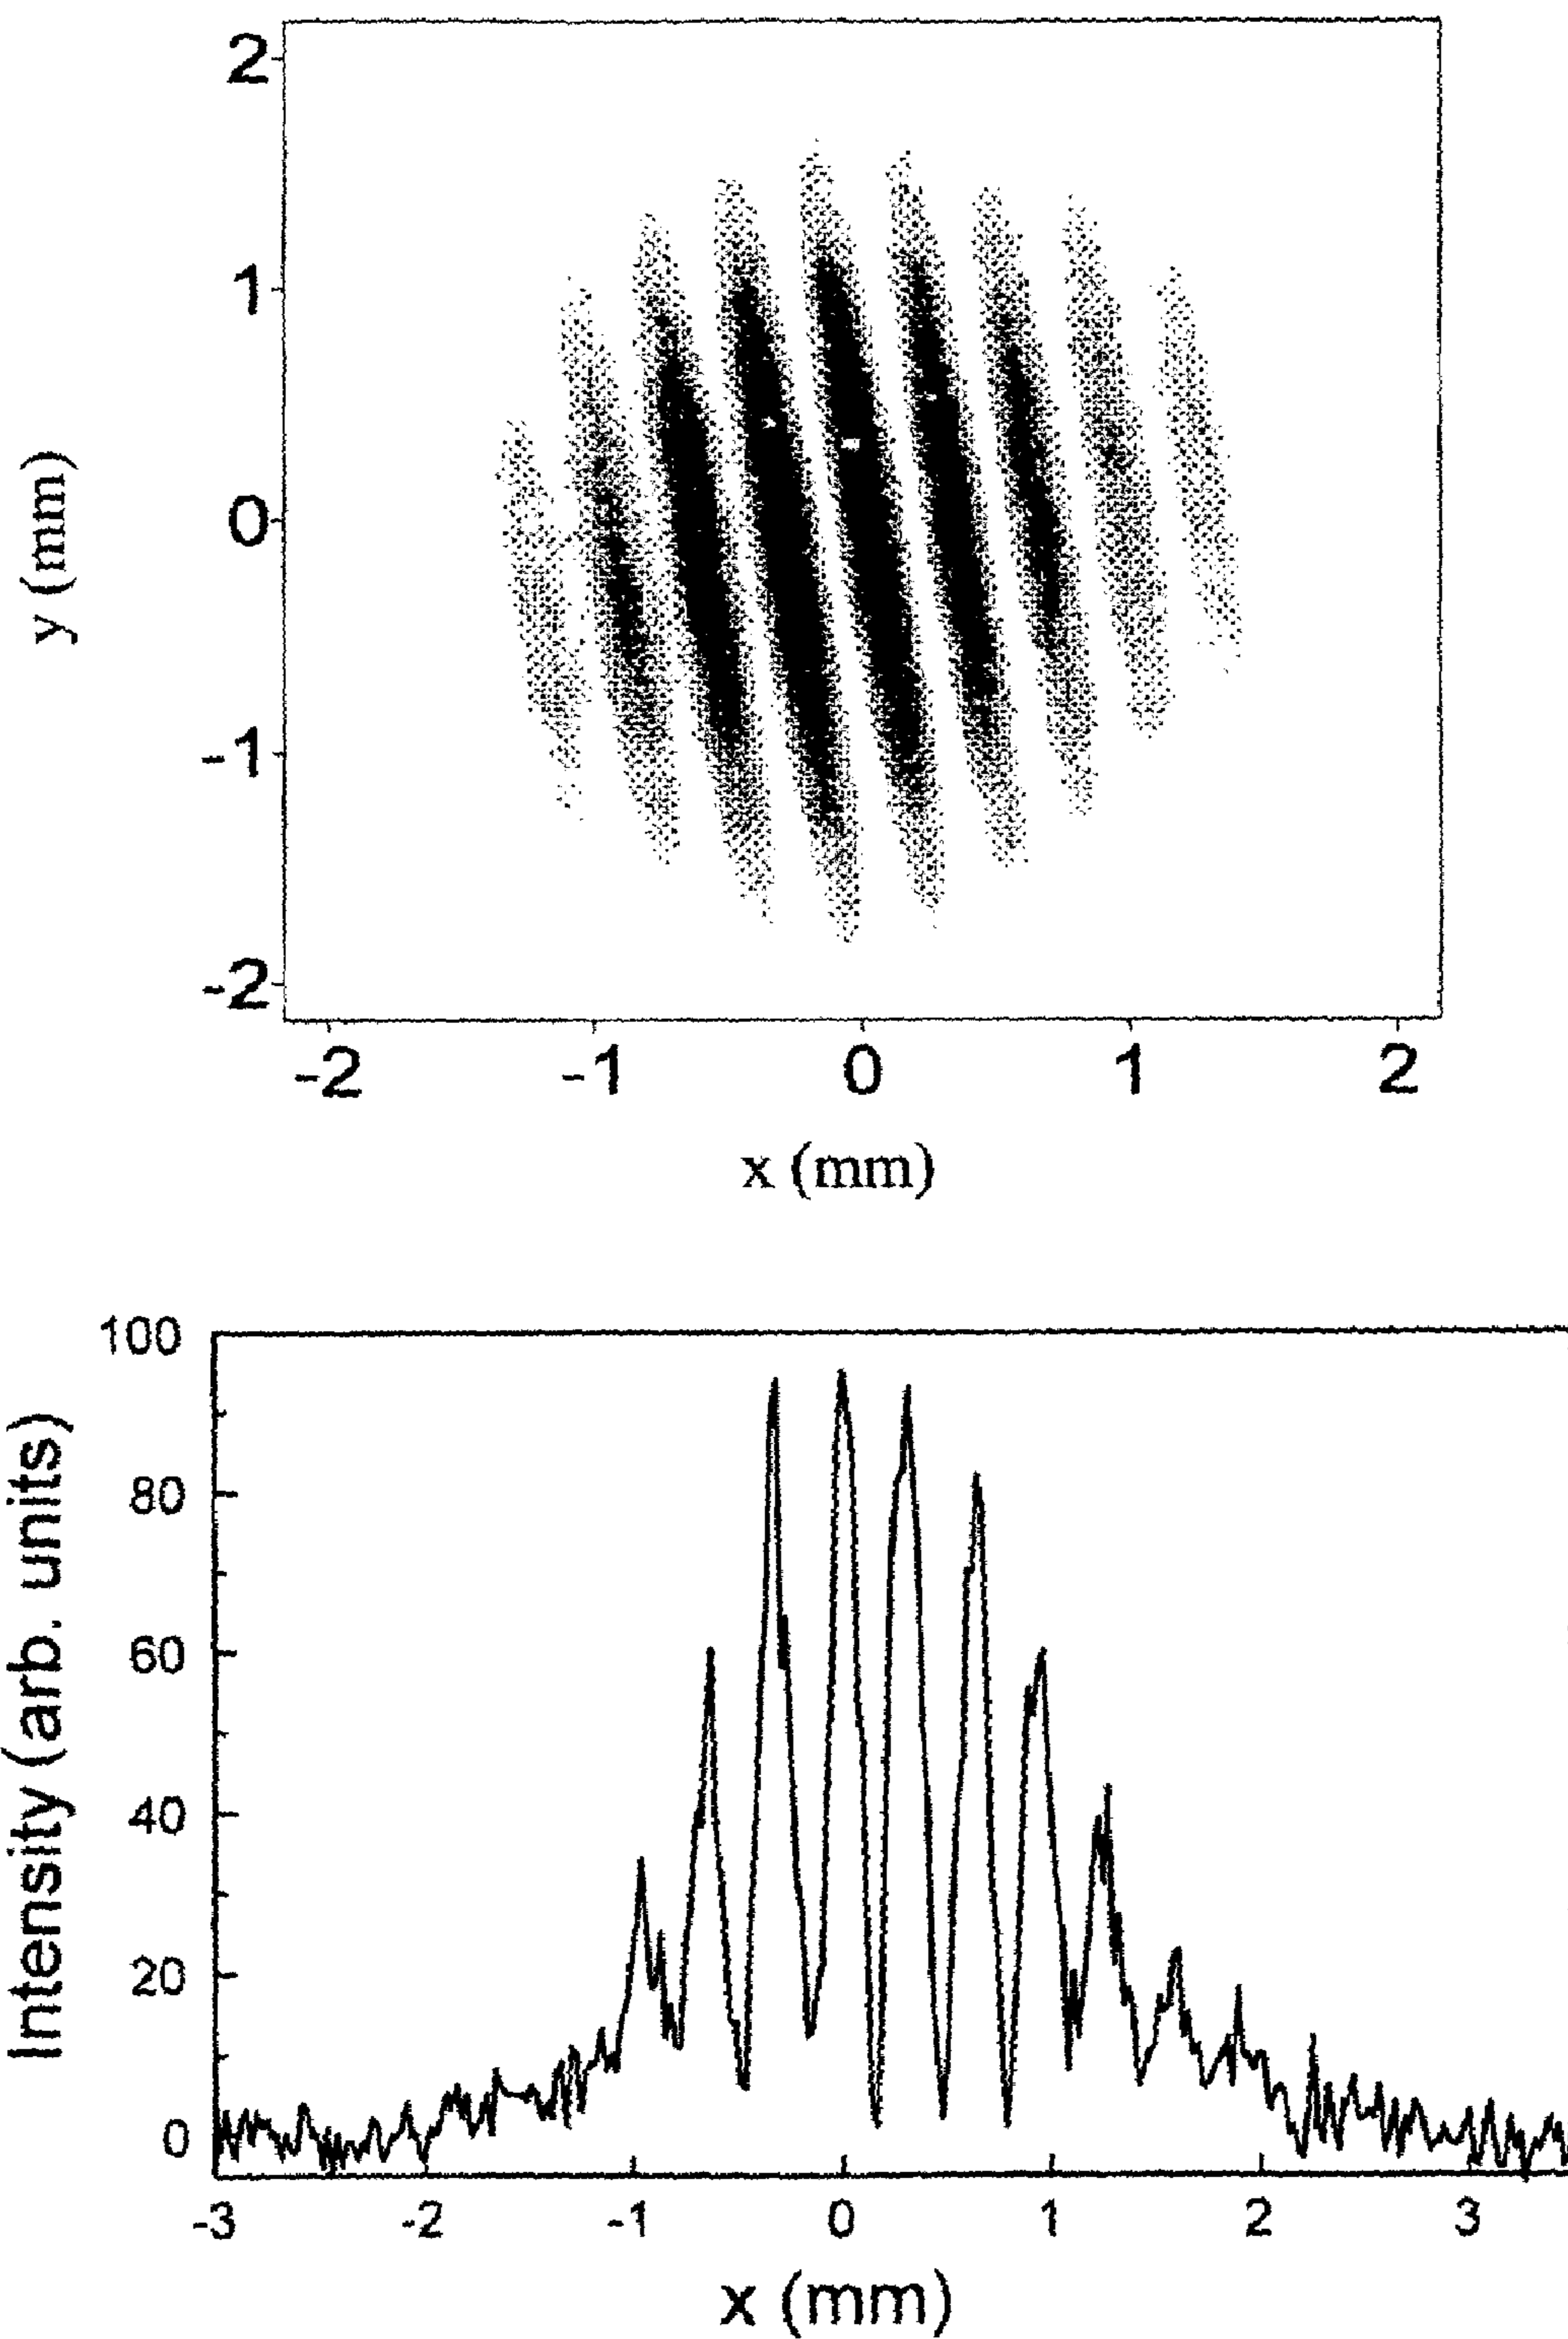 2
1
0
-1
-2
y (mm)
-2 -1 0 1 2
x (mm)
100
80
60
40
20
0
Intensity (arb. units)
-3 -2 -1 0 1 2 3
x (mm)